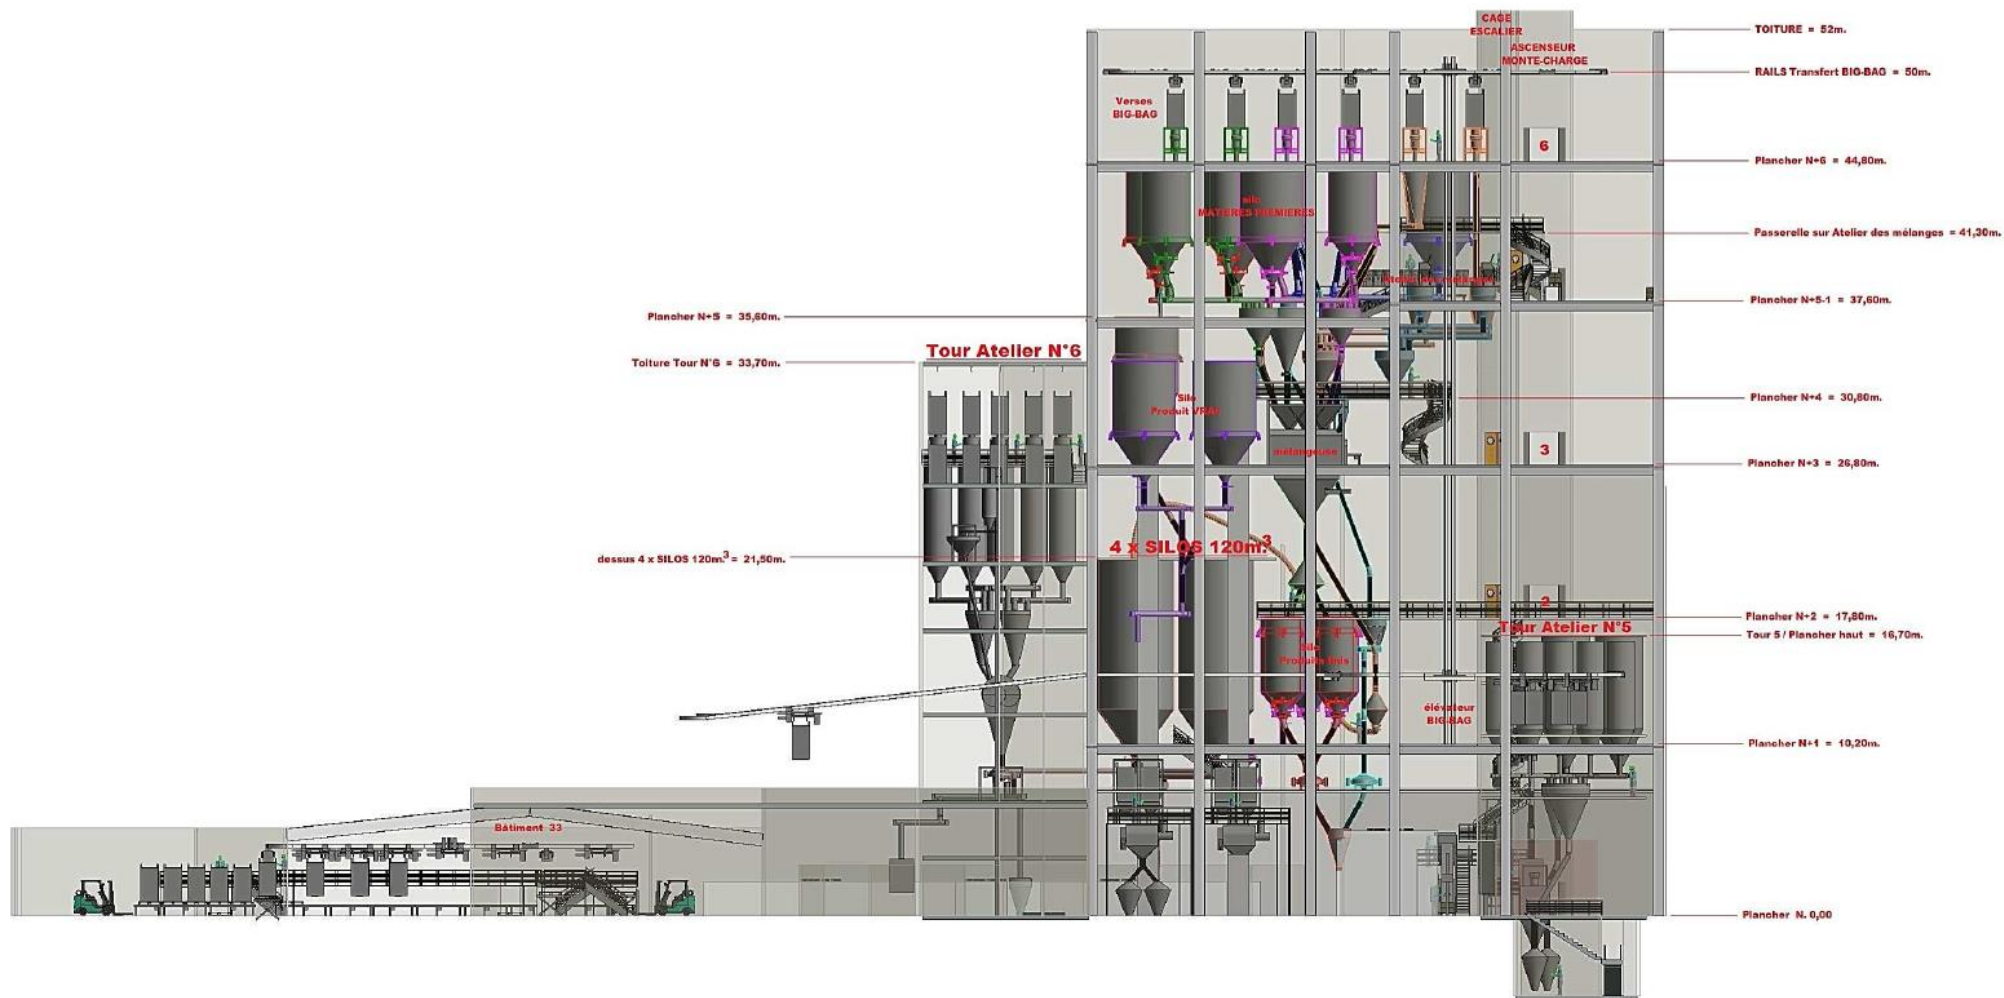 CAGE
ESCALIER
TOITURE = 52m.
ASCENSEUR
MONTE-CHARGE
RAILS Transfert BIG-BAG = 50m.
Verses
BIG-BAG
6
Plancher N+6 = 44,80m.
silo
MATIERES PREMIERES
Passerelle sur Atelier des mélanges = 41,30m.
Plancher N+5-1 = 37,60m.
Plancher N+5 = 35,60m.
Tour Atelier N°6
Toiture Tour N°6 = 33,70m.
Silo
Produit VRAC
Plancher N+4 = 30,80m.
mélangeuse
3
Plancher N+3 = 26,80m.
4 x SILOS 120m.3
dessus 4 x SILOS 120m.3 = 21,50m.
2
Plancher N+2 = 17,80m.
Tour Atelier N°5
Tour 5 / Plancher haut = 16,70m.
Silo
Produits finis
élévateur
BIG-BAG
Plancher N+1 = 10,20m.
Bâtiment 33
Plancher N. 0,00